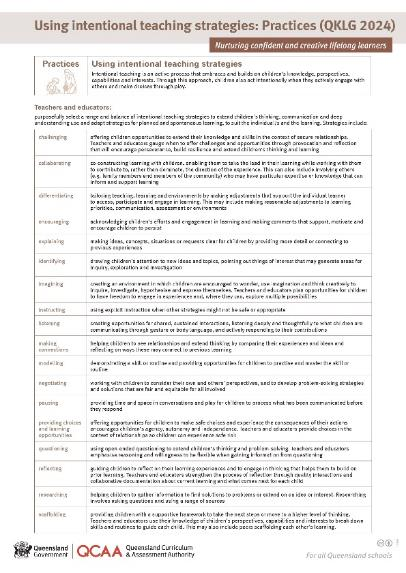 Using intentional teaching strategies: Practices (QKLG 2024)
Nurturing confident and creative lifelong learners
Practices
Using intentional teaching strategies
Intentional teaching is an active process that embraces and builds on children's knowledge, perspectives,
capabilities and interests. Through this approach, children also act intentionally when they actively engage with
others and make choices through play.
Teachers and educators:
purposefully select a range and balance of intentional teaching strategies to extend children's thinking, communication and deep
understanding use and adapt strategies for planned and spontaneous learning, to suit the individual/s and the learning. Strategies include:
challenging
offering children opportunities to extend their knowledge and skills in the context of secure relationships.
Teachers and educators gauge when to offer challenges and opportunities through provocation and reflection
that will encourage perseverance, build resilience and extend children's thinking and learning
collaborating
co-constructing learning with children, enabling them to take the lead in their learning while working with them
to contribute to, rather than dominate, the direction of the experience. This can also include involving others
(e.g. family members and members of the community) who may have particular expertise or knowledge that can
inform and support learning
differentiating
tailoring teaching, learning and environments by making adjustments that support the individual learner
to access, participate and engage in learning. This may include making reasonable adjustments to learning
priorities, communication, assessment or environments
encouraging
acknowledging children's efforts and engagement in learning and making comments that support, motivate and
encourage children to persist
explaining
making ideas, concepts, situations or requests clear for children by providing more detail or connecting to
previous experiences
identifying
drawing children's attention to new ideas and topics, pointing out things of interest that may generate areas for
inquiry, exploration and investigation
imagining
creating an environment in which children are encouraged to wonder, use imagination and think creatively to
inquire, investigate, hypothesise and express themselves. Teachers and educators plan opportunities for children
to have freedom to engage in experiences and, where they can, explore multiple possibilities
instructing
using explicit instruction when other strategies might not be safe or appropriate
listening
creating opportunities for shared, sustained interactions, listening deeply and thoughtfully to what children are
communicating through gesture or body language, and actively responding to their contributions
making
connections
helping children to see relationships and extend thinking by comparing their experiences and ideas and
reflecting on ways these may connect to previous learning
modelling
demonstrating a skill or routine and providing opportunities for children to practise and master the skill or
routine
negotiating
working with children to consider their own and others' perspectives, and to develop problem-solving strategies
and solutions that are fair and equitable for all involved
pausing
providing time and space in conversations and play for children to process what has been communicated before
they respond
providing choices
and learning
opportunities
offering opportunities for children to make safe choices and experience the consequences of their actions
encourages children's agency, autonomy and independence. Teachers and educators provide choices in the
context of relationships so children can experience safe risk
questioning
using open-ended questioning to extend children's thinking and problem-solving. Teachers and educators
emphasise reasoning and willingness to be flexible when gaining information from questioning
reflecting
guiding children to reflect on their learning experiences and to engage in thinking that helps them to build on
prior learning. Teachers and educators strengthen the process of reflection through quality interactions and
collaborative documentation about current learning and what comes next for each child
researching
helping children to gather information to find solutions to problems or extend on an idea or interest. Researching
involves asking questions and using a range of sources
scaffolding
providing children with a supportive framework to take the next steps or move to a higher level of thinking.
Teachers and educators use their knowledge of children's perspectives, capabilities and interests to break down
skills and routines to guide each child. This may also include peers scaffolding each other's learning.
Queensland
Government
QCAA
Queensland Curriculum
& Assessment Authority
For all Queensland schools